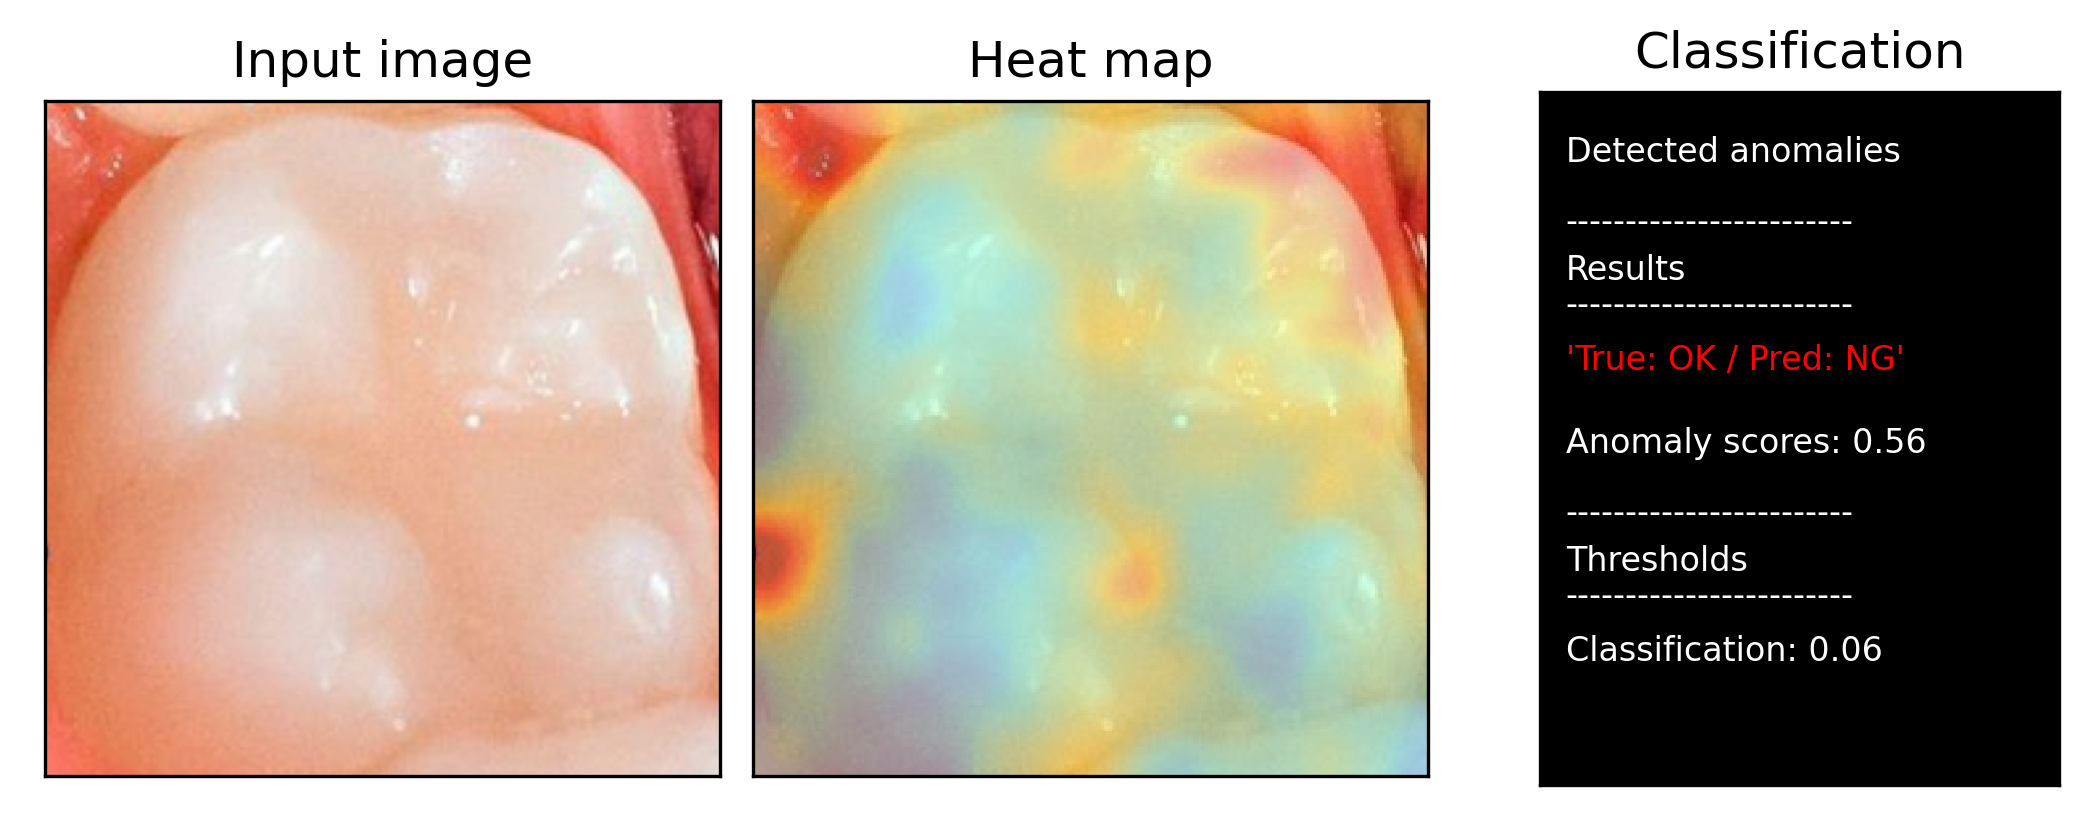 Input image
Heat map
Classification
Detected anomalies
------------------------
Results
------------------------
'True: OK / Pred: NG'
Anomaly scores: 0.56
------------------------
Thresholds
------------------------
Classification: 0.06